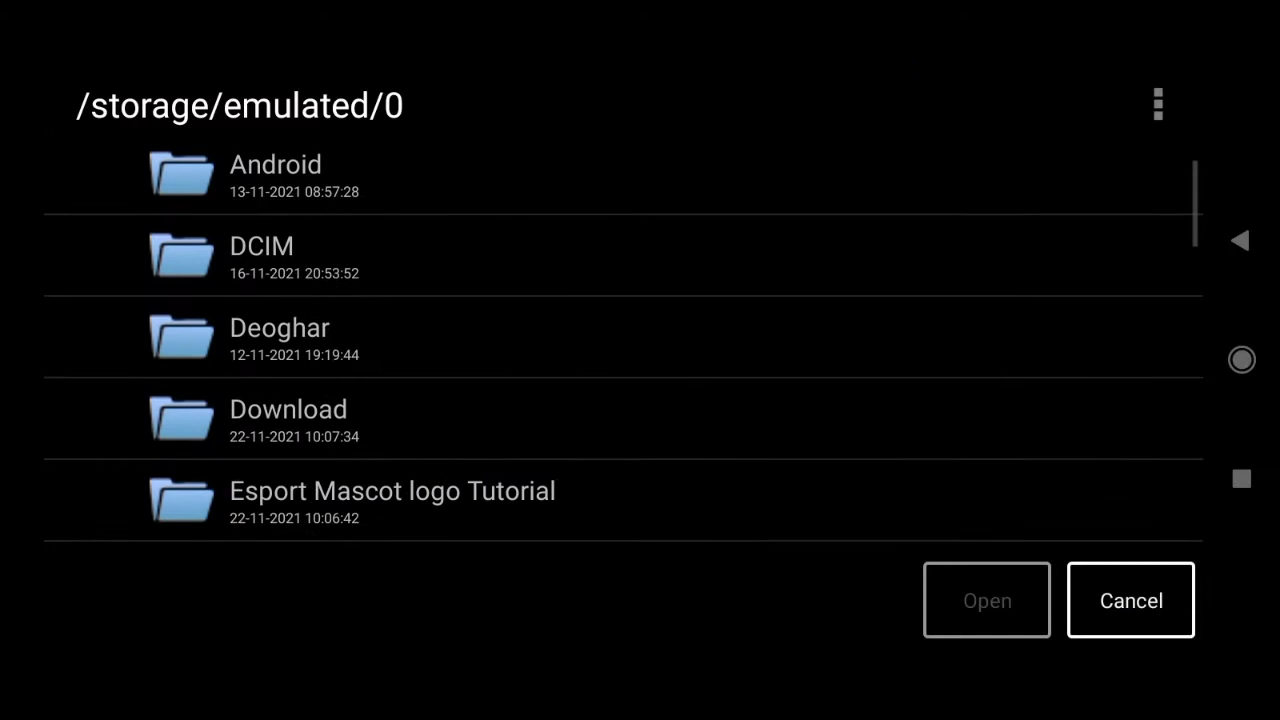 /storage/emulated/0
Android
13-11-2021 08:57:28
DCIM
16-11-2021 20:53:52
Deoghar
12-11-2021 19:19:44
Download
22-11-2021 10:07:34
Esport Mascot logo Tutorial
22-11-2021 10:06:42
Open
Cancel